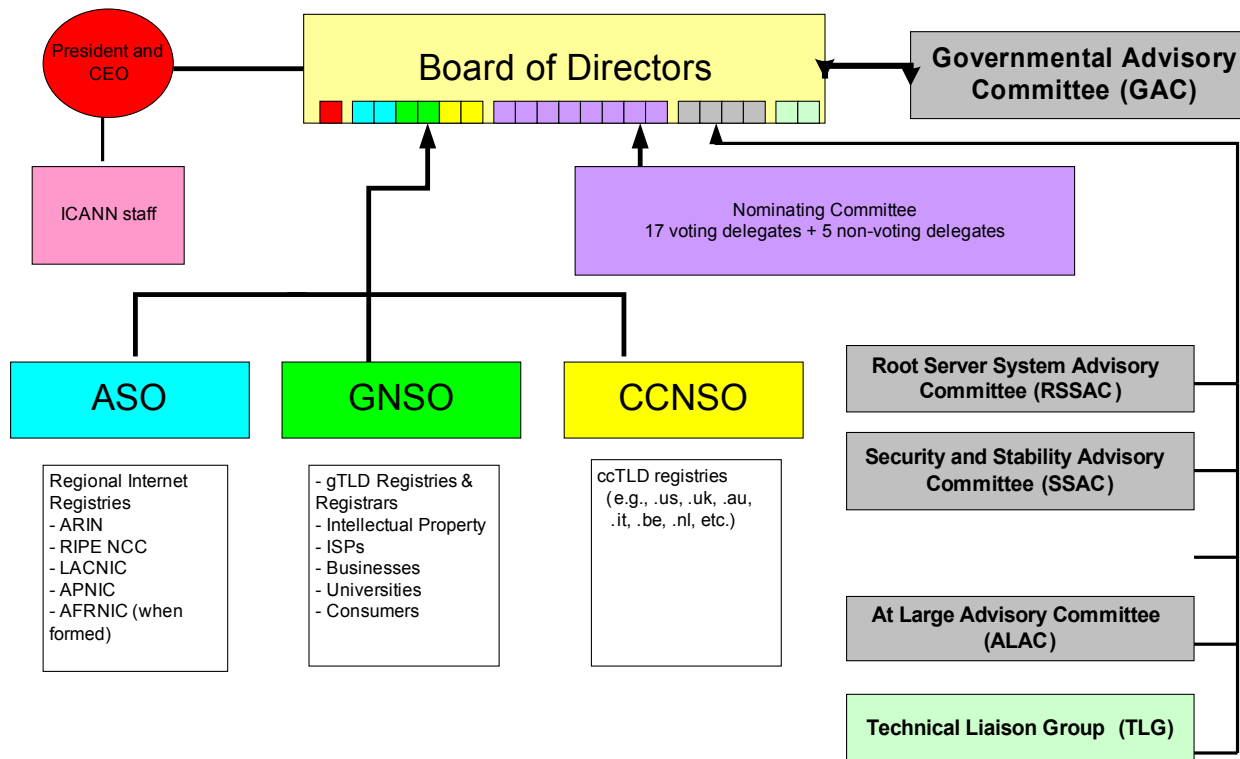 President and
CEO
Board of Directors
Governmental Advisory
Committee (GAC)
ICANN staff
Nominating Committee
17 voting delegates + 5 non-voting delegates
ASO
GNSO
CCNSO
Regional Internet
Registries
- ARIN
- RIPE NCC
- LACNIC
- APNIC
- AFRNIC (when
formed)
- gTLD Registries &
Registrars
- Intellectual Property
- ISPs
- Businesses
- Universities
- Consumers
ccTLD registries
(e.g., .us, .uk, .au,
.it, .be, .nl, etc.)
Root Server System Advisory
Committee (RSSAC)
Security and Stability Advisory
Committee (SSAC)
At Large Advisory Committee
(ALAC)
Technical Liaison Group (TLG)